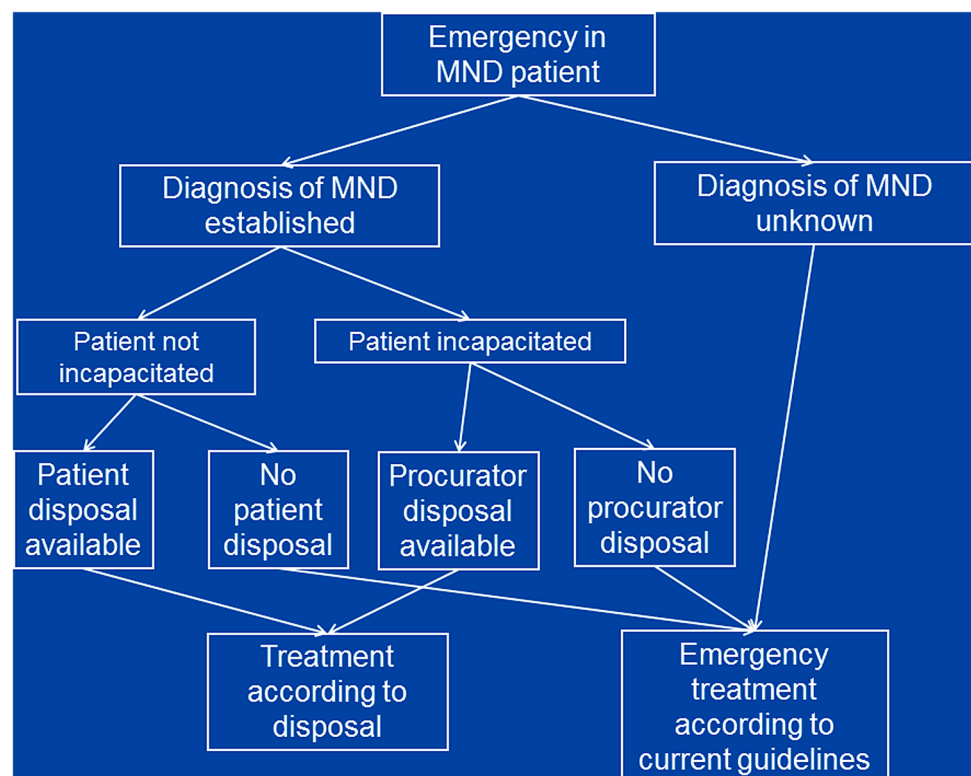 Emergency in
MND patient
Diagnosis of MND
established
Diagnosis of MND
unknown
Patient not
incapacitated
Patient incapacitated
Patient
disposal
available
No
patient
disposal
Procurator
disposal
available
No
procurator
disposal
Treatment
according to
disposal
Emergency
treatment
according to
current guidelines